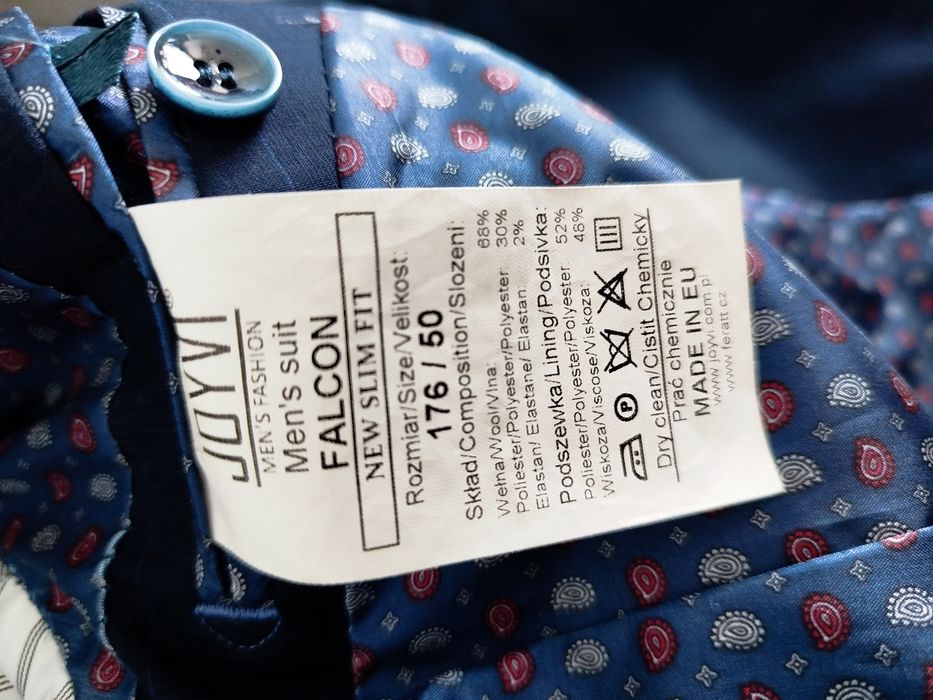 JOYVI
MEN'S FASHION
Men's suit
FALCON
NEW SLIM FIT
Rozmiar/Size/Velikost:
176 / 50
Skład/Composition/Slozeni:
Wełna/Wool/Vlna: 68%
Poliester/Polyester/Polyester 30%
Elastan/ Elastane/ Elastan: 2%
Podszewka/Lining/Podsivka:
Poliester/Polyester/Polyester 52%
Wiskoza/Viscose/Viskoza: 48%
P
Dry clean/Cistit Chemicky
Prać chemicznie
MADE IN EU
www.joyvi.com.pl
www.feratt.cz